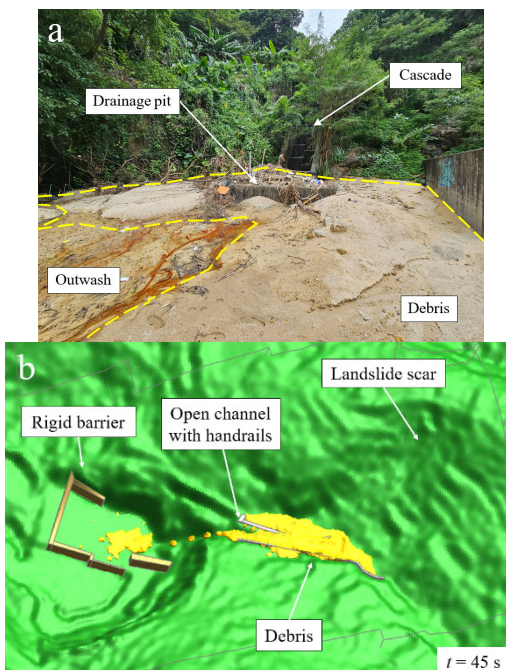 a
Cascade
Drainage pit
Outwash
Debris
b
Landslide scar
Open channel
with handrails
Rigid barrier
Debris
t = 45 s